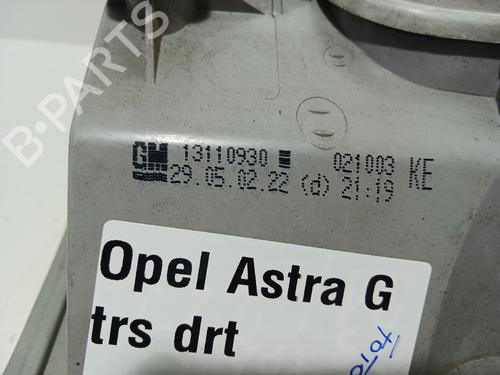 B-PARTS
GM 13110930 021003 KE
29.05.02.22 (d) 21:19
Opel Astra G
trs drt